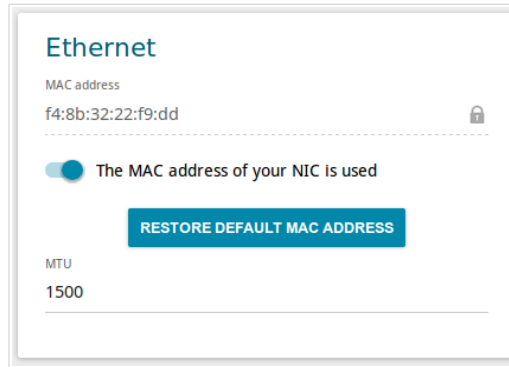 Ethernet
MAC address
f4:8b:32:22:f9:dd
The MAC address of your NIC is used
RESTORE DEFAULT MAC ADDRESS
MTU
1500